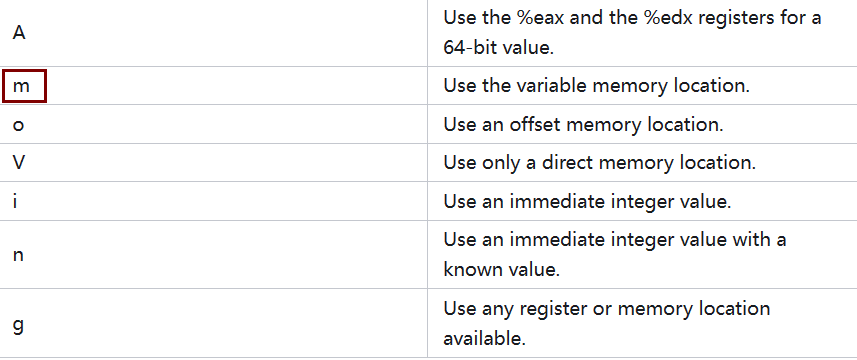 A
Use the %eax and the %edx registers for a
64-bit value.
m
Use the variable memory location.
o
Use an offset memory location.
V
Use only a direct memory location.
i
Use an immediate integer value.
n
Use an immediate integer value with a
known value.
g
Use any register or memory location
available.